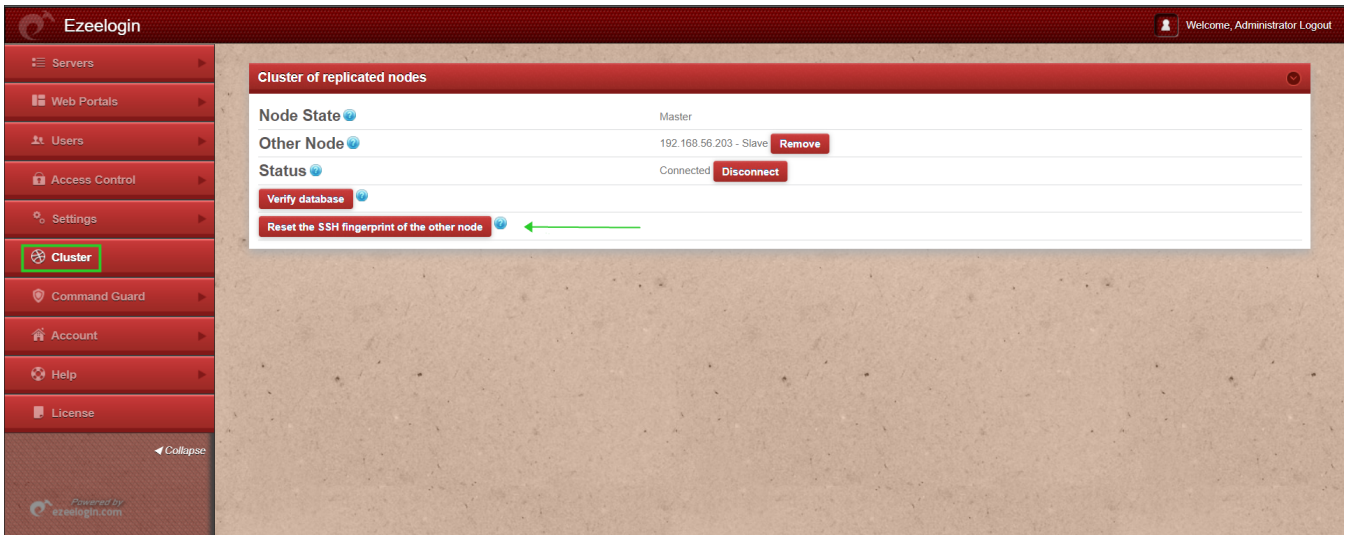 Ezeelogin
Welcome, Administrator Logout
Servers
Web Portals
Users
Access Control
Settings
Cluster
Command Guard
Account
Help
License
Collapse
Powered by
ezeelogin.com
Cluster of replicated nodes
Node State ? Master
Other Node ? 192.168.56.203 - Slave Remove
Status ? Connected Disconnect
Verify database ?
Reset the SSH fingerprint of the other node ?